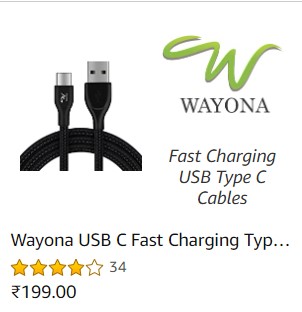 WAYONA
Fast Charging
USB Type C
Cables
Wayona USB C Fast Charging Typ...
34
₹199.00